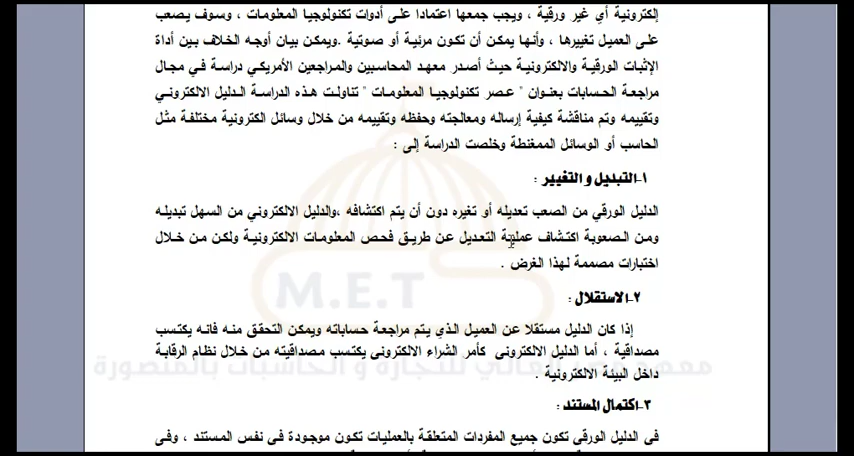 إلكترونية أي غير ورقية ، ويجب جمعها اعتمادا على أدوات تكنولوجيا المعلومات ، وسوف يصعب
على العميل تغييرها ، وأنها يمكن أن تكون مرئية أو صوتية .ويمكن بيان أوجه الخلاف بين أداة
الإثبات الورقية والالكترونية حيث أصدر معهد المحاسبين والمراجعين الأمريكي دراسة في مجال
مراجعة الحسابات بعنوان " عصر تكنولوجيا المعلومات " تناولت هذه الدراسة الدليل الالكتروني
وتقييمه وتم مناقشة كيفية إرساله ومعالجته وحفظه وتقييمه من خلال وسائل الكترونية مختلفة مثل
الحاسب أو الوسائل الممغنطة وخلصت الدراسة إلى :
١-التبديل و التغيير :
الدليل الورقي من الصعب تعديله أو تغيره دون أن يتم اكتشافه ،والدليل الالكتروني من السهل تبديله
ومن الصعوبة اكتشاف عملية التعديل عن طريق فحص المعلومات الالكترونية ولكن من خلال
اختبارات مصممة لهذا الغرض .
M.E.T
٢-الاستقلال :
إذا كان الدليل مستقلا عن العميل الذي يتم مراجعة حساباته ويمكن التحقق منه فانه يكتسب
مصداقية ، أما الدليل الالكترونى كأمر الشراء الالكترونى يكتسب مصداقيته من خلال نظام الرقابة
معهد العالي للتجارة و الحاسبات بالمنصورة
داخل البيئة الالكترونية .
٣-اكتمال المستند :
فى الدليل الورقى تكون جميع المفردات المتعلقة بالعمليات تكون موجودة فى نفس المستند ، وفى